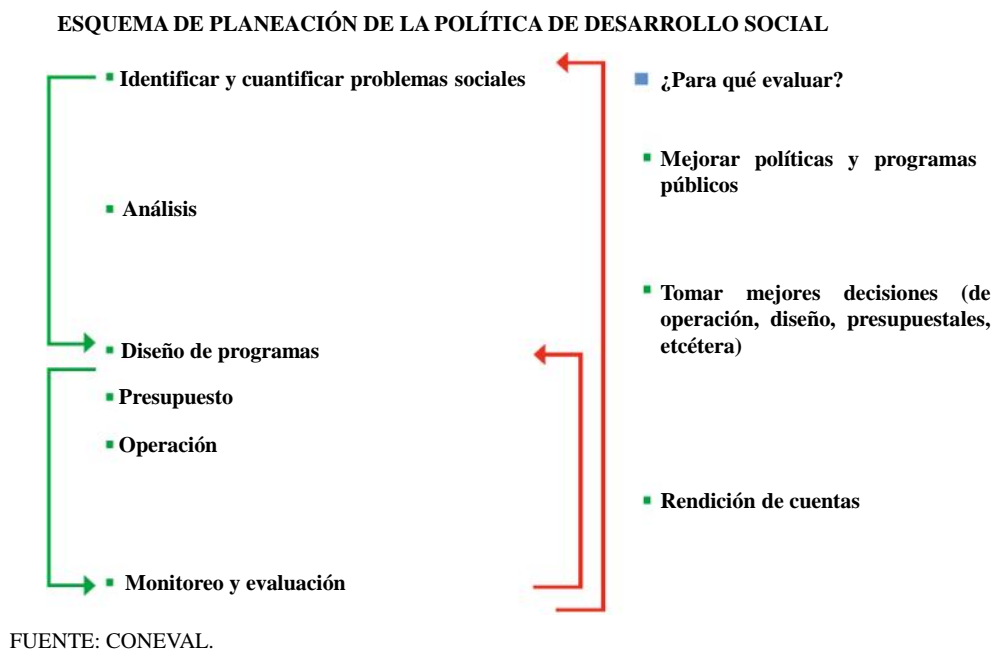 ESQUEMA DE PLANEACIÓN DE LA POLÍTICA DE DESARROLLO SOCIAL
Identificar y cuantificar problemas sociales
Análisis
Diseño de programas
Presupuesto
Operación
Monitoreo y evaluación
¿Para qué evaluar?
Mejorar políticas y programas
públicos
Tomar mejores decisiones (de
operación, diseño, presupuestales,
etcétera)
Rendición de cuentas
FUENTE: CONEVAL.